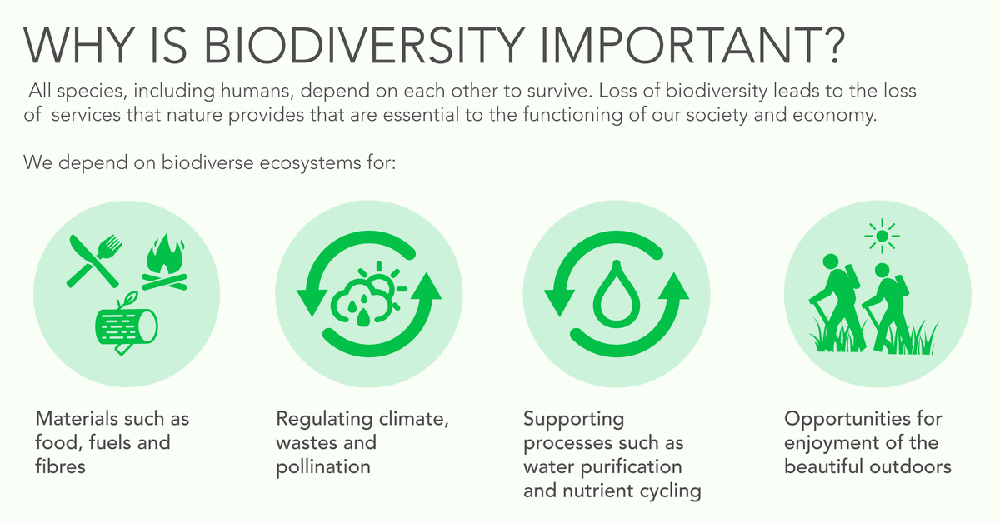 WHY IS BIODIVERSITY IMPORTANT?
All species, including humans, depend on each other to survive. Loss of biodiversity leads to the loss
of services that nature provides that are essential to the functioning of our society and economy.
We depend on biodiverse ecosystems for:
Materials such as
food, fuels and
fibres
Regulating climate,
wastes and
pollination
Supporting
processes such as
water purification
and nutrient cycling
Opportunities for
enjoyment of the
beautiful outdoors